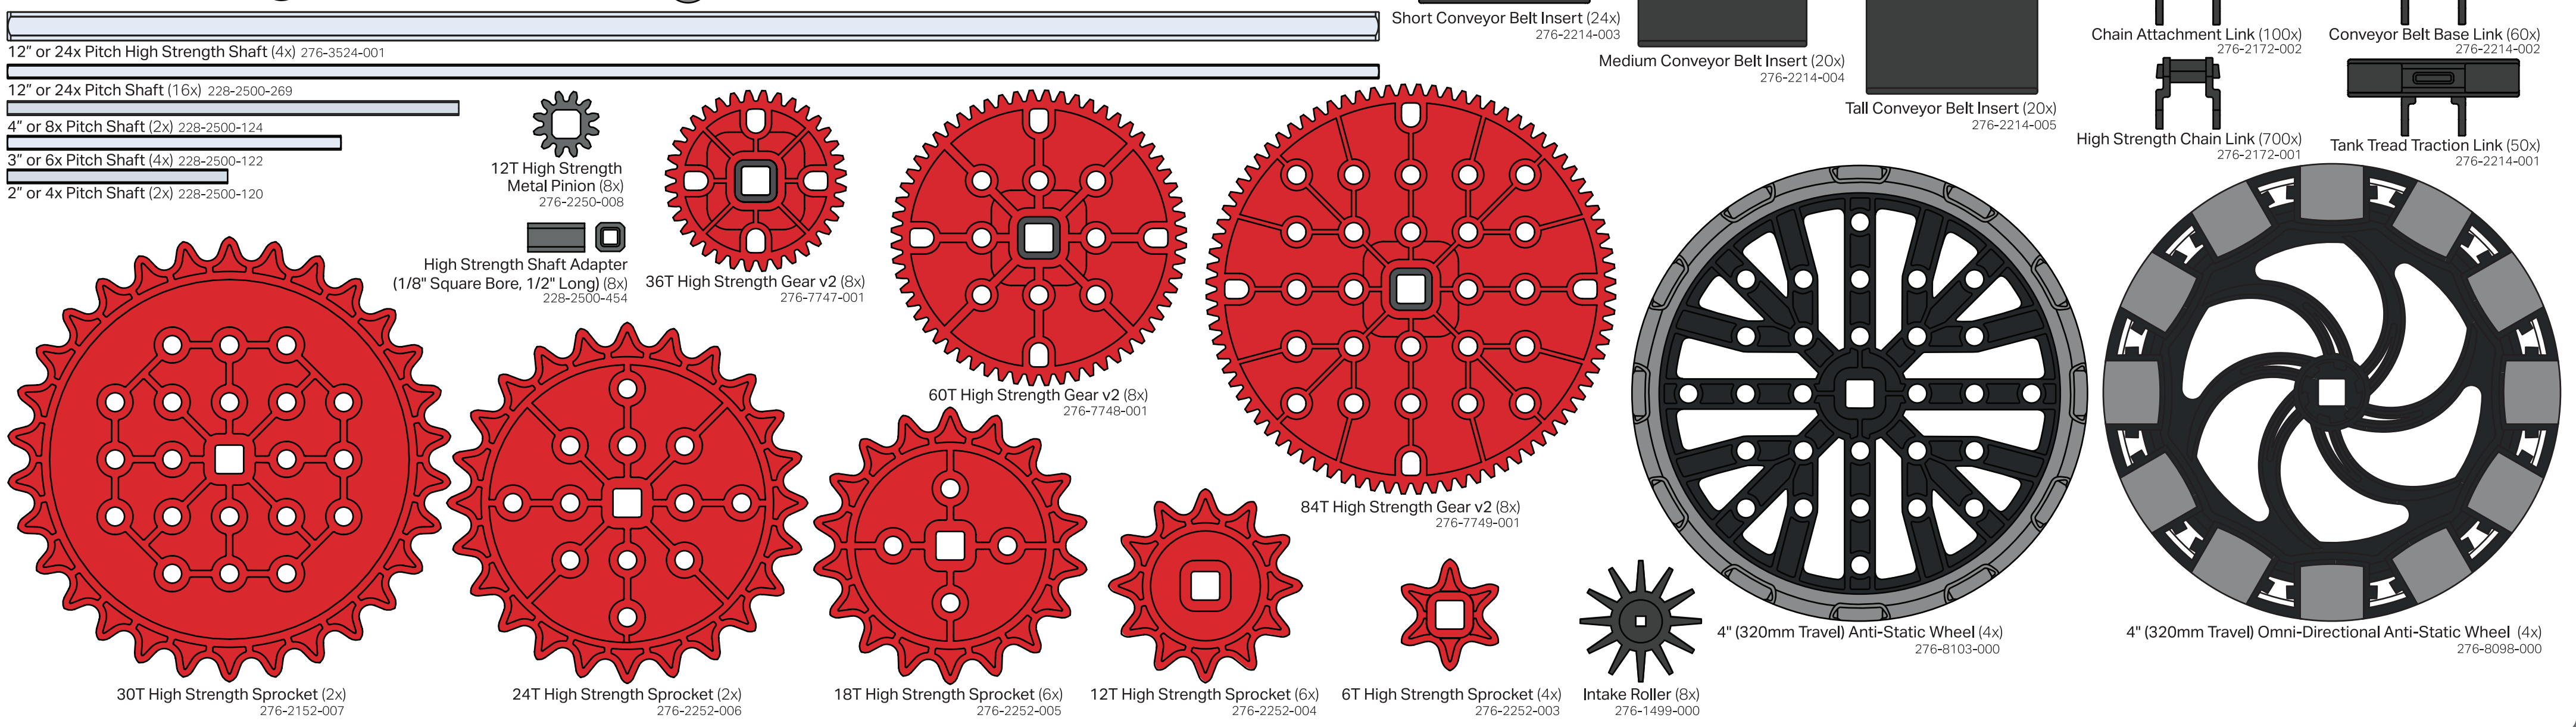 12” or 24x Pitch High Strength Shaft (4x) 276-3524-001
12” or 24x Pitch Shaft (16x) 228-2500-269
4” or 8x Pitch Shaft (2x) 228-2500-124
3” or 6x Pitch Shaft (4x) 228-2500-122
2” or 4x Pitch Shaft (2x) 228-2500-120
12T High Strength
Metal Pinion (8x)
276-2250-008
High Strength Shaft Adapter
(1/8" Square Bore, 1/2" Long) (8x)
228-2500-454
36T High Strength Gear v2 (8x)
276-7747-001
60T High Strength Gear v2 (8x)
276-7748-001
84T High Strength Gear v2 (8x)
276-7749-001
Short Conveyor Belt Insert (24x)
276-2214-003
Medium Conveyor Belt Insert (20x)
276-2214-004
Tall Conveyor Belt Insert (20x)
276-2214-005
Chain Attachment Link (100x)
276-2172-002
Conveyor Belt Base Link (60x)
276-2214-002
High Strength Chain Link (700x)
276-2172-001
Tank Tread Traction Link (50x)
276-2214-001
30T High Strength Sprocket (2x)
276-2152-007
24T High Strength Sprocket (2x)
276-2252-006
18T High Strength Sprocket (6x)
276-2252-005
12T High Strength Sprocket (6x)
276-2252-004
6T High Strength Sprocket (4x)
276-2252-003
Intake Roller (8x)
276-1499-000
4" (320mm Travel) Anti-Static Wheel (4x)
276-8103-000
4" (320mm Travel) Omni-Directional Anti-Static Wheel (4x)
276-8098-000